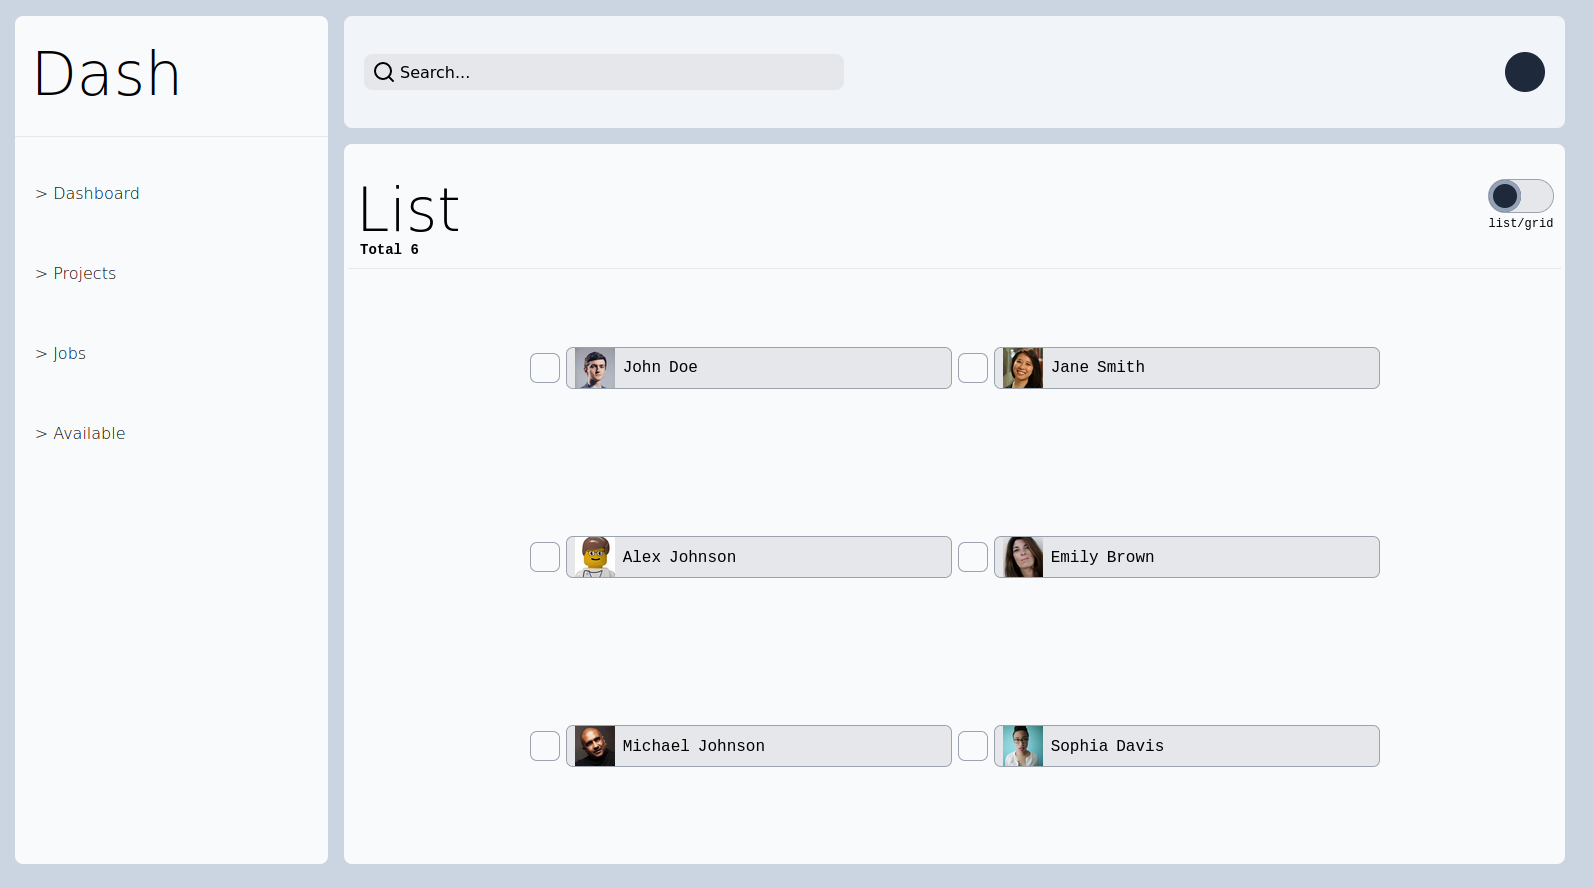 Dash
> Dashboard
> Projects
> Jobs
> Available
Search...
List
Total 6
list/grid
John Doe
Jane Smith
Alex Johnson
Emily Brown
Michael Johnson
Sophia Davis